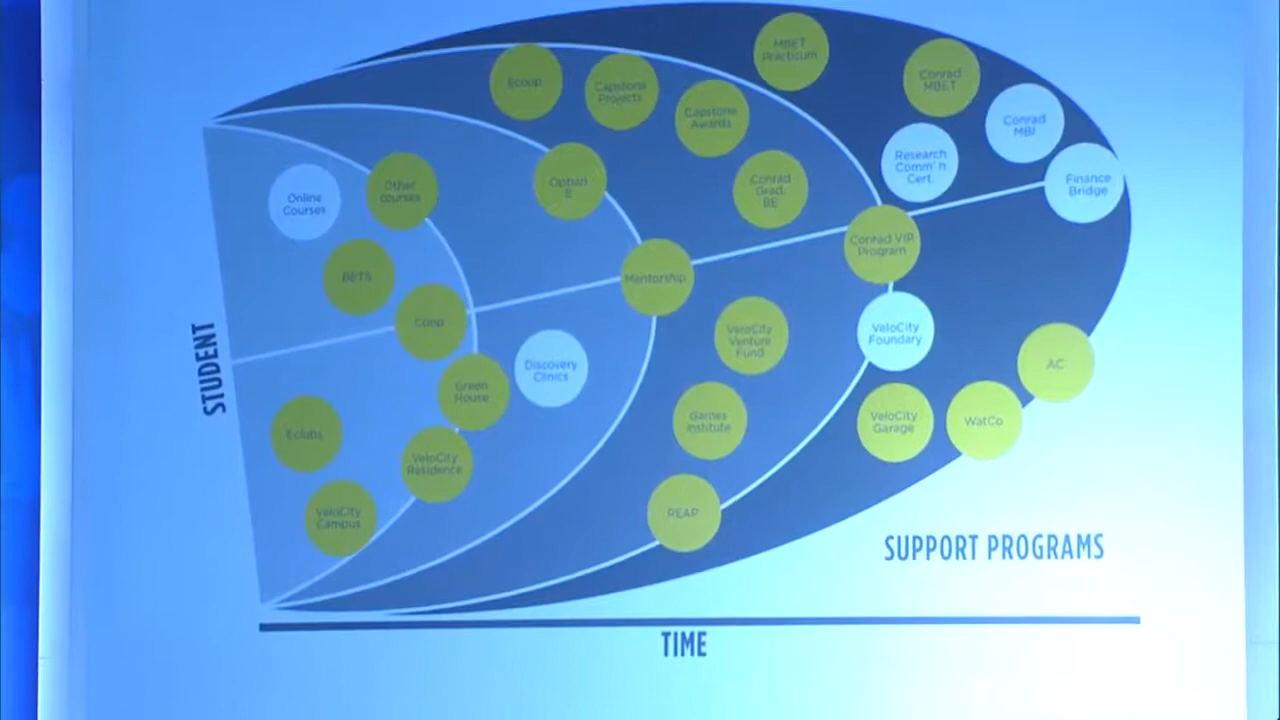 MBET
Practicum
Ecoop
Capstone
Projects
Conrad
MBET
Capstone
Awards
Conrad
MBI
Research
Comm'n
Cert.
Finance
Bridge
Online
Courses
Other
courses
Option
B
Conrad
Grad.
BE
Conrad VIP
Program
BETS
Mentorship
Coop
VeloCity
Venture
Fund
VeloCity
Foundary
STUDENT
Discovery
Clinics
AC
Green
House
Games
Institute
VeloCity
Garage
WatCo
Eclubs
VeloCity
Residence
VeloCity
Campus
REAP
SUPPORT PROGRAMS
TIME